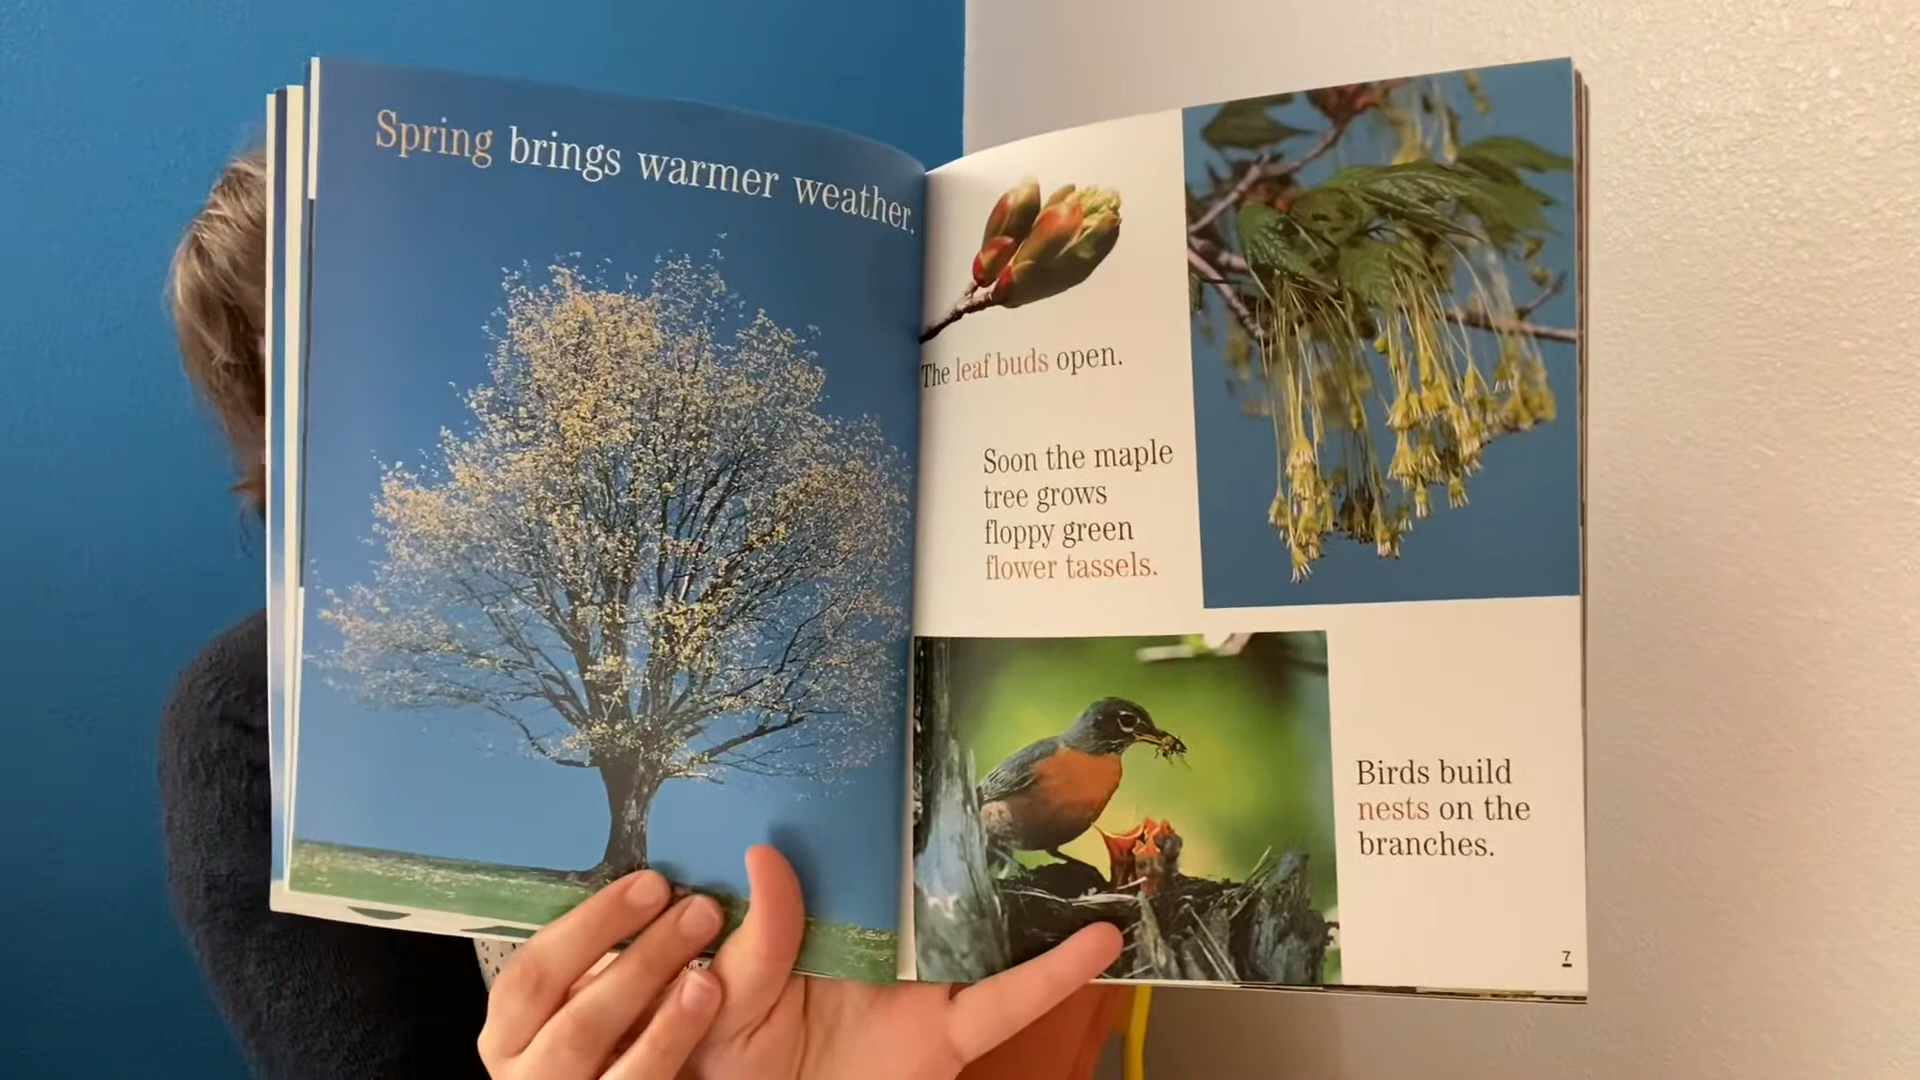 Spring brings warmer weather.
The leaf buds open.
Soon the maple
tree grows
floppy green
flower tassels.
Birds build
nests on the
branches.
7